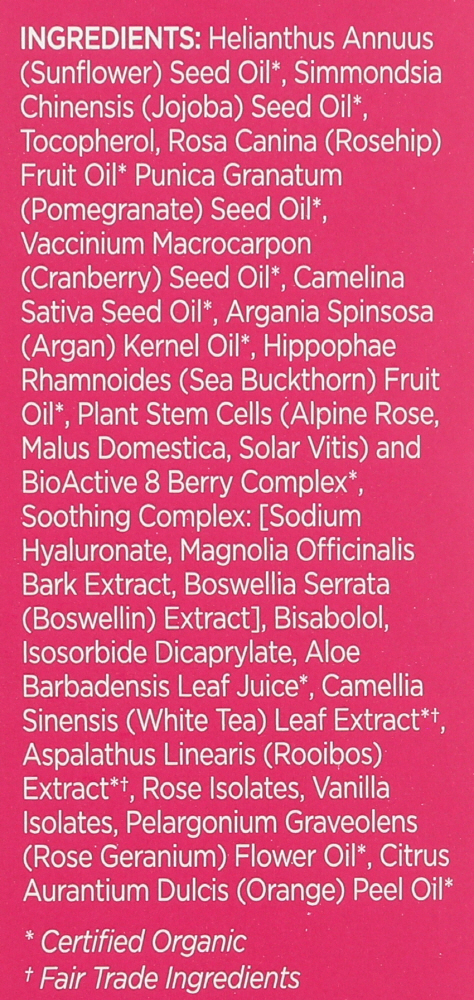 INGREDIENTS: Helianthus Annuus
(Sunflower) Seed Oil*, Simmondsia
Chinensis (Jojoba) Seed Oil*,
Tocopherol, Rosa Canina (Rosehip)
Fruit Oil* Punica Granatum
(Pomegranate) Seed Oil*,
Vaccinium Macrocarpon
(Cranberry) Seed Oil*, Camelina
Sativa Seed Oil*, Argania Spinsosa
(Argan) Kernel Oil*, Hippophae
Rhamnoides (Sea Buckthorn) Fruit
Oil*, Plant Stem Cells (Alpine Rose,
Malus Domestica, Solar Vitis) and
BioActive 8 Berry Complex*,
Soothing Complex: [Sodium
Hyaluronate, Magnolia Officinalis
Bark Extract, Boswellia Serrata
(Boswellin) Extract], Bisabolol,
Isosorbide Dicaprylate, Aloe
Barbadensis Leaf Juice*, Camellia
Sinensis (White Tea) Leaf Extract*†,
Aspalathus Linearis (Rooibos)
Extract*†, Rose Isolates, Vanilla
Isolates, Pelargonium Graveolens
(Rose Geranium) Flower Oil*, Citrus
Aurantium Dulcis (Orange) Peel Oil*
* Certified Organic
† Fair Trade Ingredients